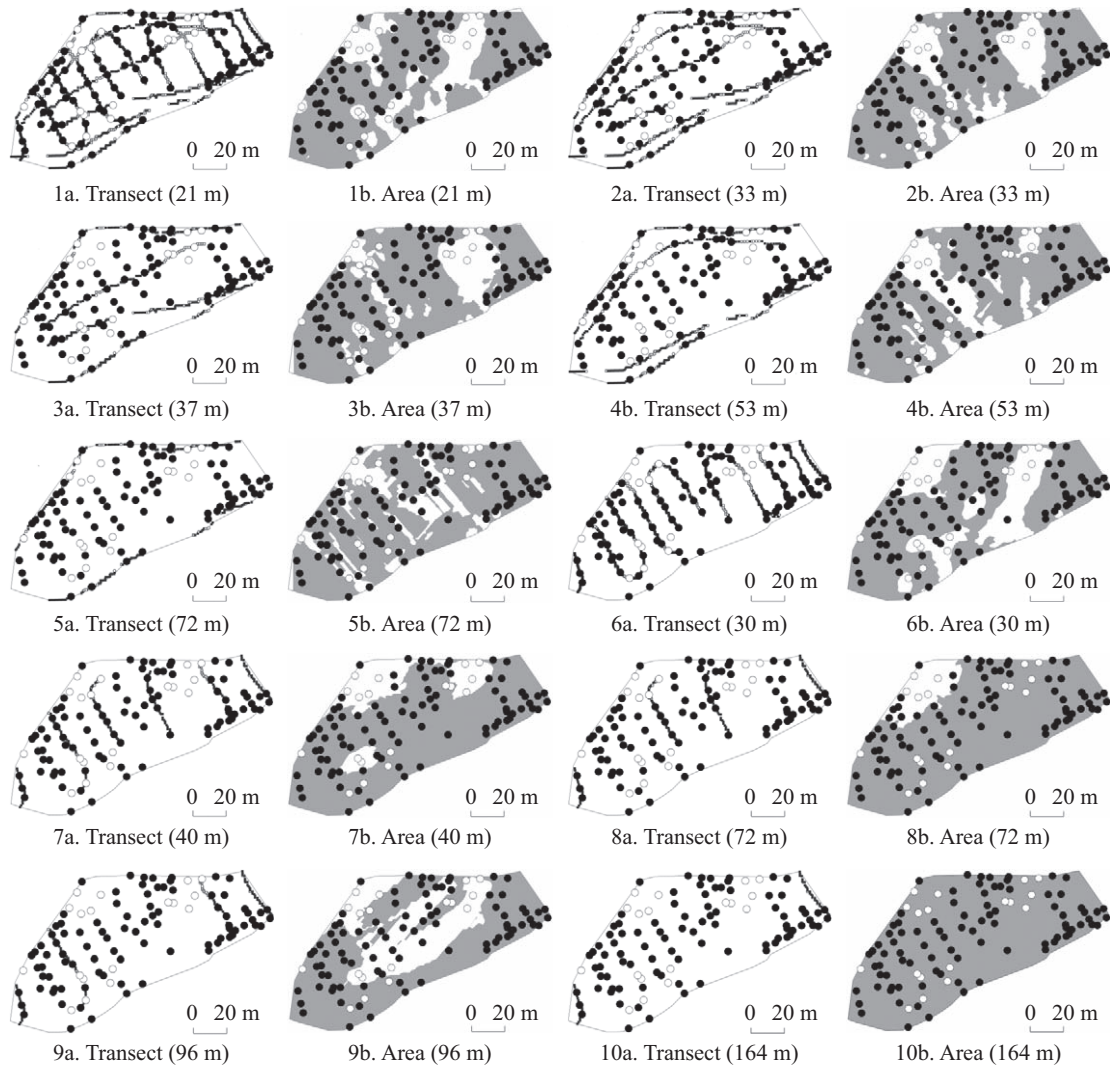 0 20 m 0 20 m 0 20 m 0 20 m
1a. Transect (21 m) 1b. Area (21 m) 2a. Transect (33 m) 2b. Area (33 m)
0 20 m 0 20 m 0 20 m 0 20 m
3a. Transect (37 m) 3b. Area (37 m) 4b. Transect (53 m) 4b. Area (53 m)
0 20 m 0 20 m 0 20 m 0 20 m
5a. Transect (72 m) 5b. Area (72 m) 6a. Transect (30 m) 6b. Area (30 m)
0 20 m 0 20 m 0 20 m 0 20 m
7a. Transect (40 m) 7b. Area (40 m) 8a. Transect (72 m) 8b. Area (72 m)
0 20 m 0 20 m 0 20 m 0 20 m
9a. Transect (96 m) 9b. Area (96 m) 10a. Transect (164 m) 10b. Area (164 m)